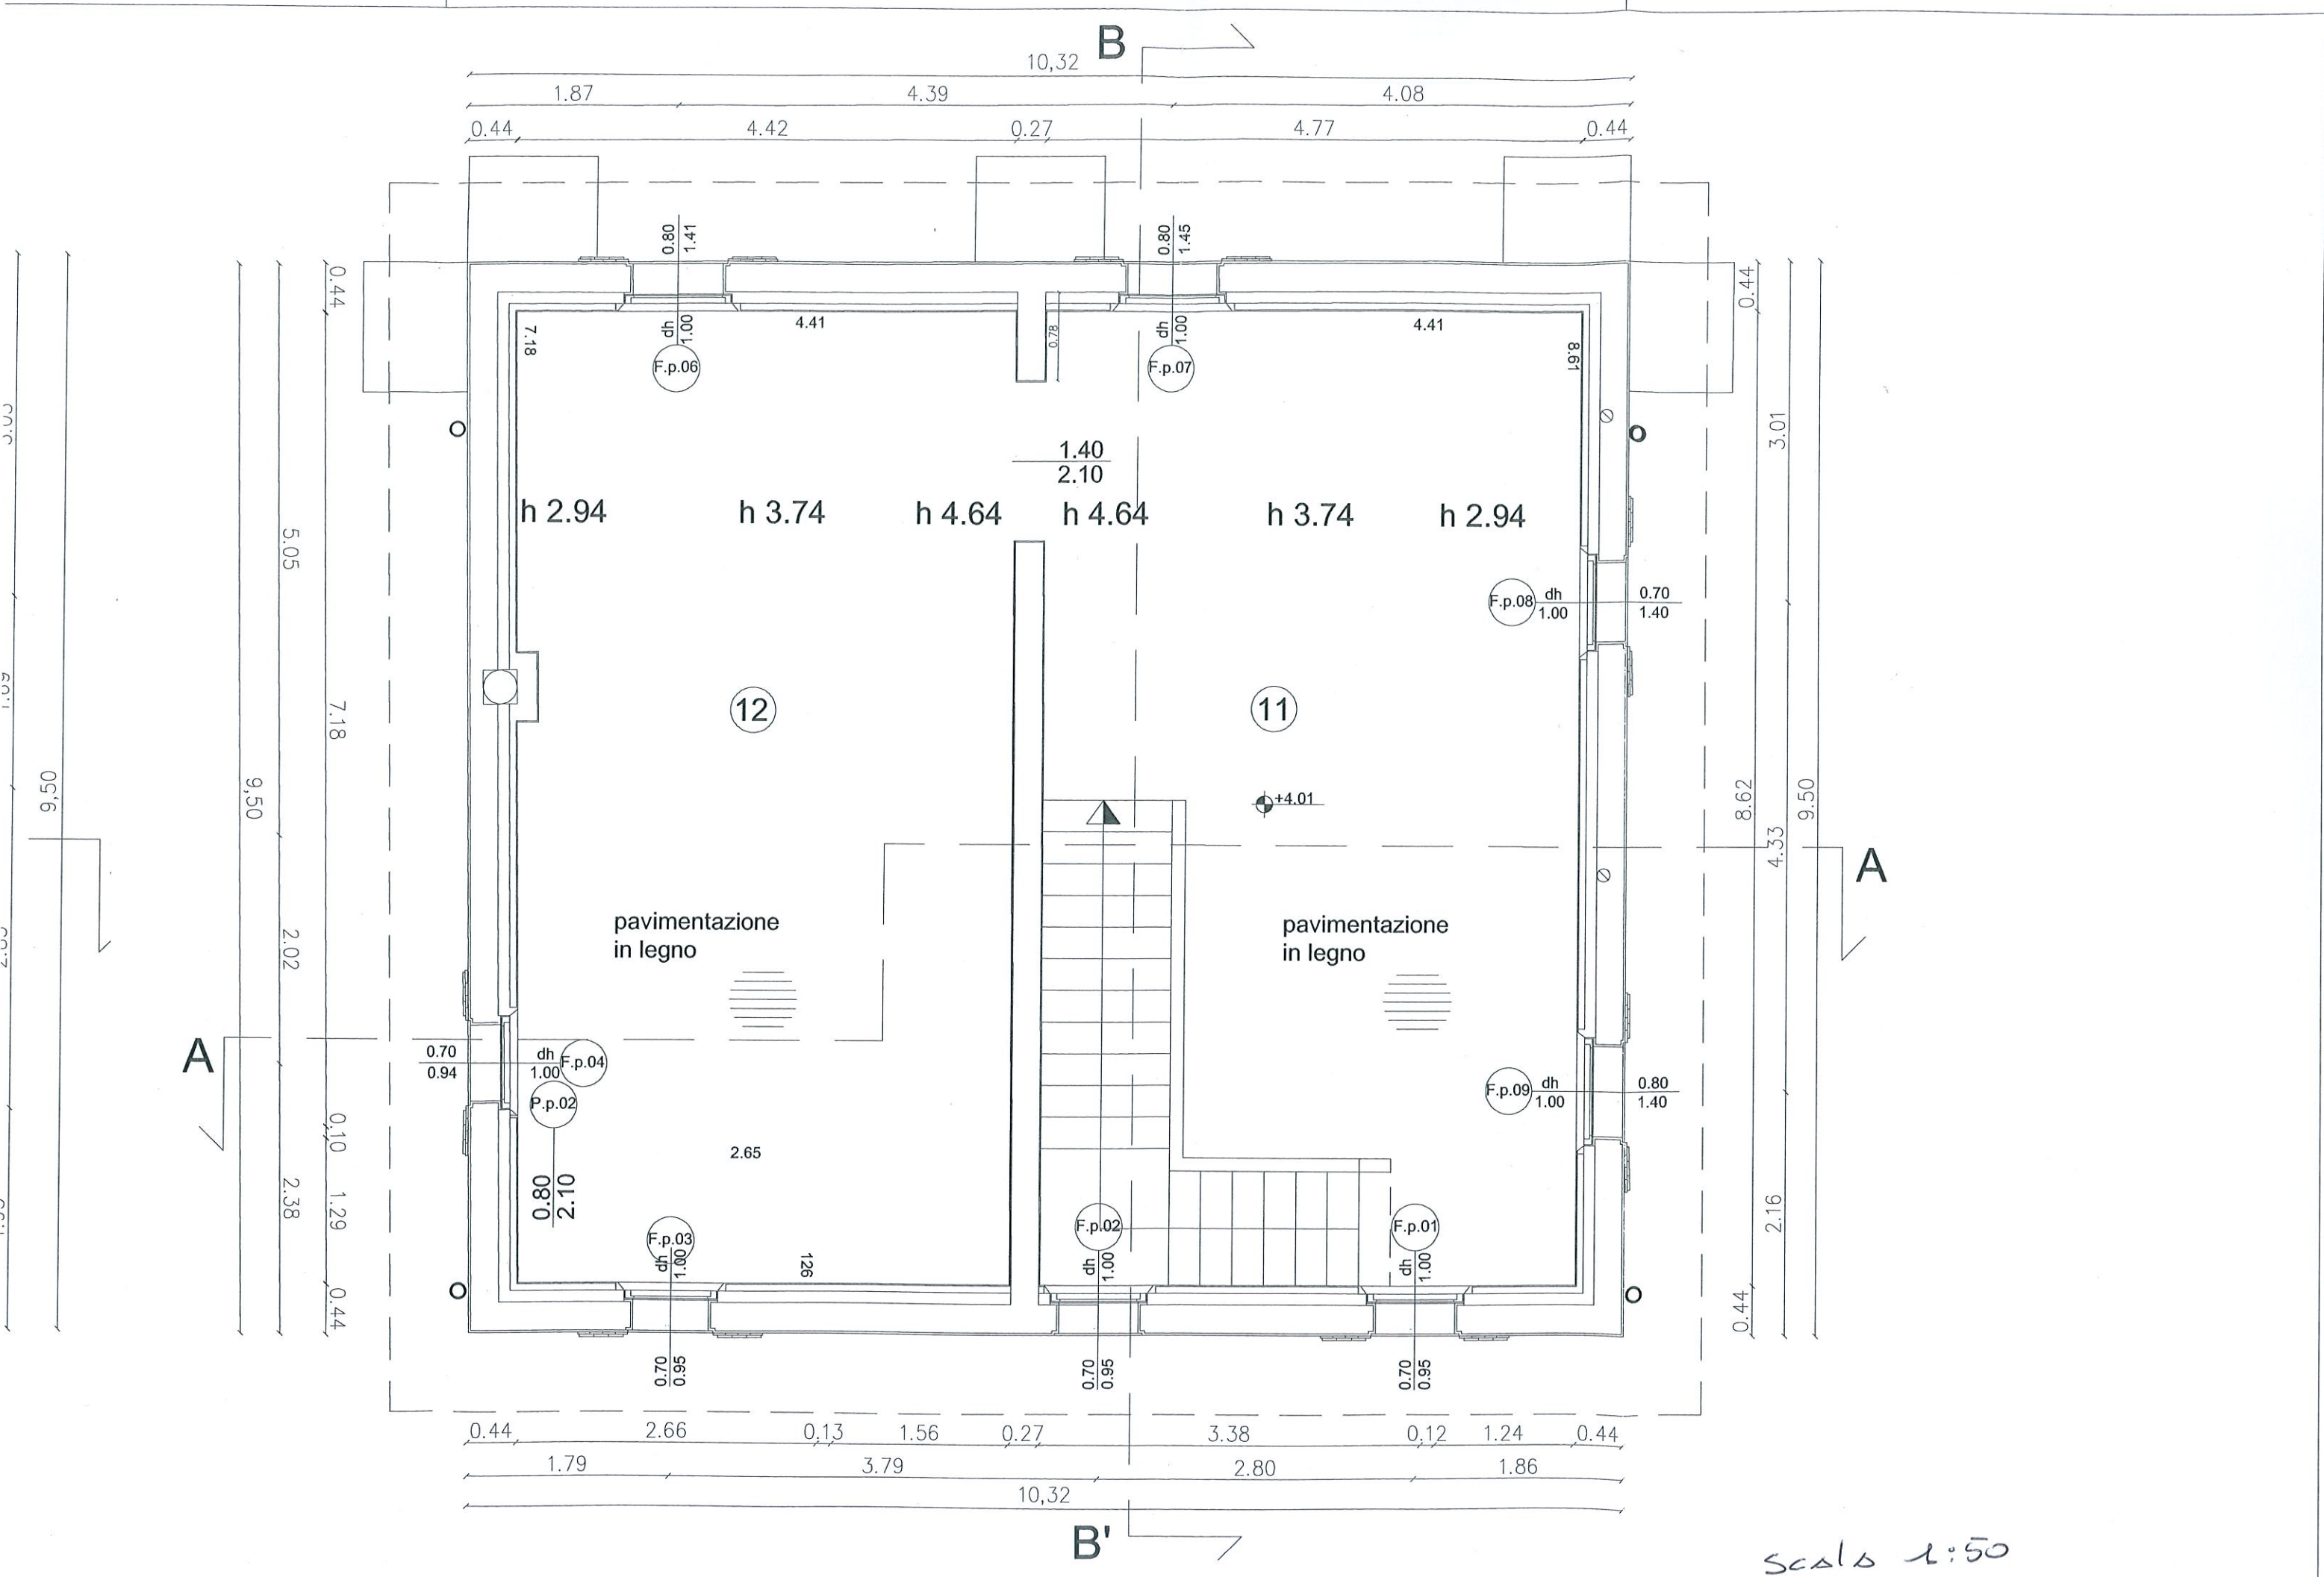 B
10,32
1.87 4.39 4.08
0.44 4.42 0.27 4.77 0.44
0.80 1.41
0.80 1.45
0.44
0.44
7.18
dh 1.00
4.41
0.78
dh 1.00
4.41
8.61
F.p.06
F.p.07
3.01
1.40
2.10
h 2.94 h 3.74 h 4.64 h 4.64 h 3.74 h 2.94
5.05
F.p.08 dh 1.00
0.70
1.40
12
11
7.18
9,50
9,50
+4.01
8.62
9.50
4.33
A
pavimentazione
in legno
pavimentazione
in legno
2.02
A
0.70
0.94
dh
1.00
F.p.04
P.p.02
F.p.09 dh 1.00
0.80
1.40
0,10
2.65
0.80
2.10
2.38
1.29
2.16
F.p.03
F.p.02
F.p.01
dh 1.00
126
dh 1.00
dh 1.00
0.44
0.44
0.70 0.95
0.70 0.95
0.70 0.95
0.44 2.66 0.13 1.56 0.27 3.38 0,12 1.24 0.44
1.79 3.79 2.80 1.86
10,32
B'
Scala 1:50